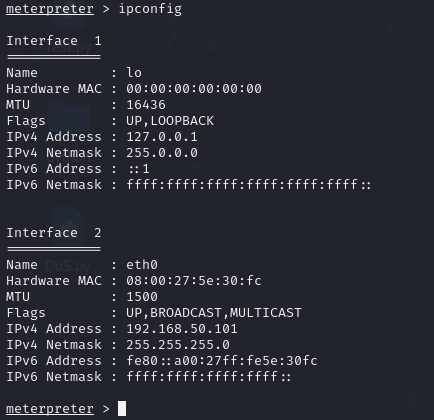 meterpreter > ipconfig
Interface  1
============
Name         : lo
Hardware MAC : 00:00:00:00:00:00
MTU          : 16436
Flags        : UP,LOOPBACK
IPv4 Address : 127.0.0.1
IPv4 Netmask : 255.0.0.0
IPv6 Address : ::1
IPv6 Netmask : ffff:ffff:ffff:ffff:ffff:ffff::
Interface  2
============
Name         : eth0
Hardware MAC : 08:00:27:5e:30:fc
MTU          : 1500
Flags        : UP,BROADCAST,MULTICAST
IPv4 Address : 192.168.50.101
IPv4 Netmask : 255.255.255.0
IPv6 Address : fe80::a00:27ff:fe5e:30fc
IPv6 Netmask : ffff:ffff:ffff:ffff::
meterpreter >
DoS.py